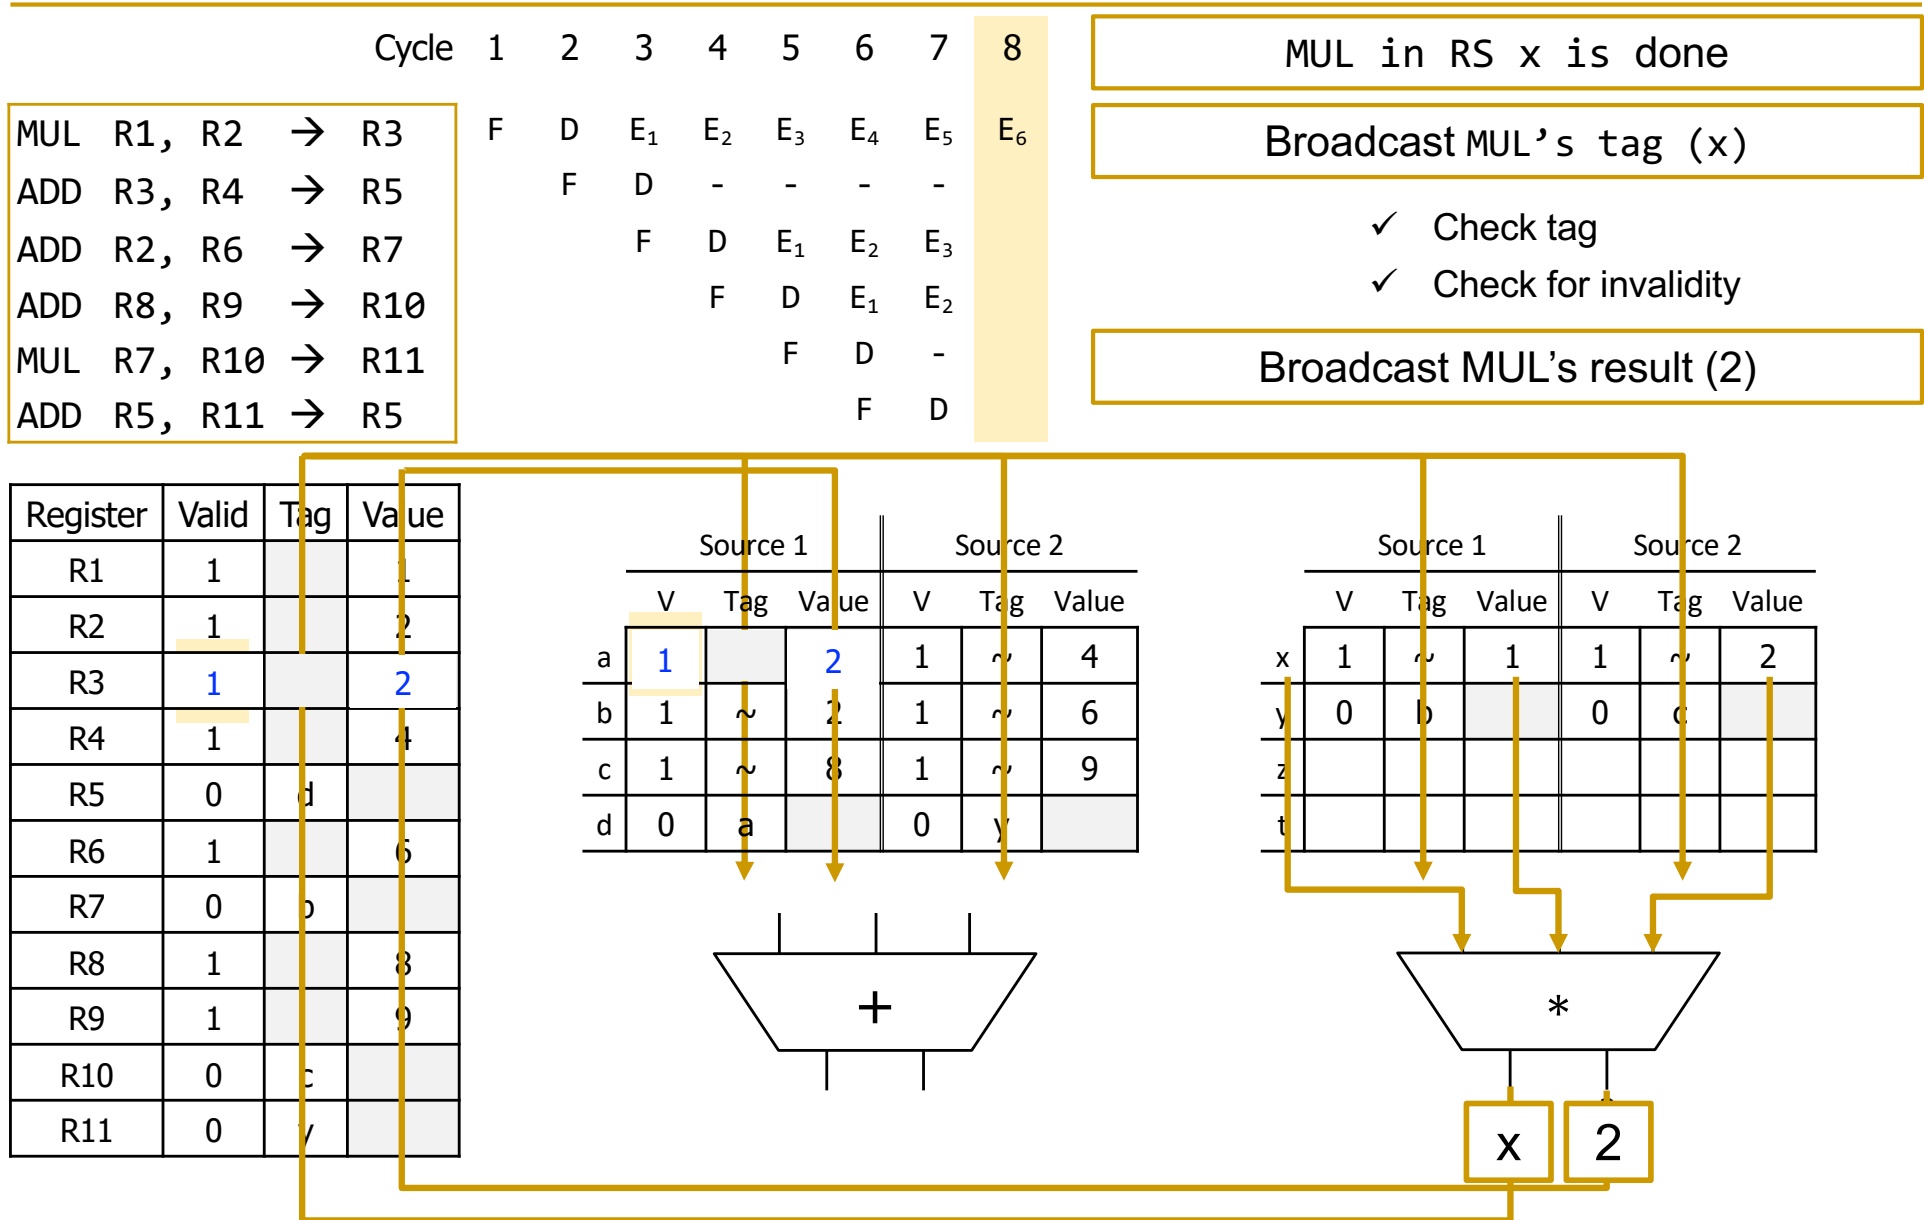 Cycle 1 2 3 4 5 6 7 8
MUL in RS x is done
MUL R1, R2 → R3 F D E₁ E₂ E₃ E₄ E₅ E₆
Broadcast MUL’s tag (x)
ADD R3, R4 → R5 F D - - - -
✓ Check tag
ADD R2, R6 → R7 F D E₁ E₂ E₃
✓ Check for invalidity
ADD R8, R9 → R10 F D E₁ E₂
MUL R7, R10 → R11 F D -
Broadcast MUL’s result (2)
ADD R5, R11 → R5 F D
Register Valid Tag Value
R1 1 1
R2 1 2
R3 1 2
R4 1 4
R5 0 d
R6 1 6
R7 0 b
R8 1 8
R9 1 9
R10 0 c
R11 0 y
Source 1 Source 2
V Tag Value V Tag Value
a 1 2 1 ~ 4
b 1 ~ 2 1 ~ 6
c 1 ~ 8 1 ~ 9
d 0 a 0 y
+
Source 1 Source 2
V Tag Value V Tag Value
x 1 ~ 1 1 ~ 2
y 0 b 0 c
z
t
*
x 2